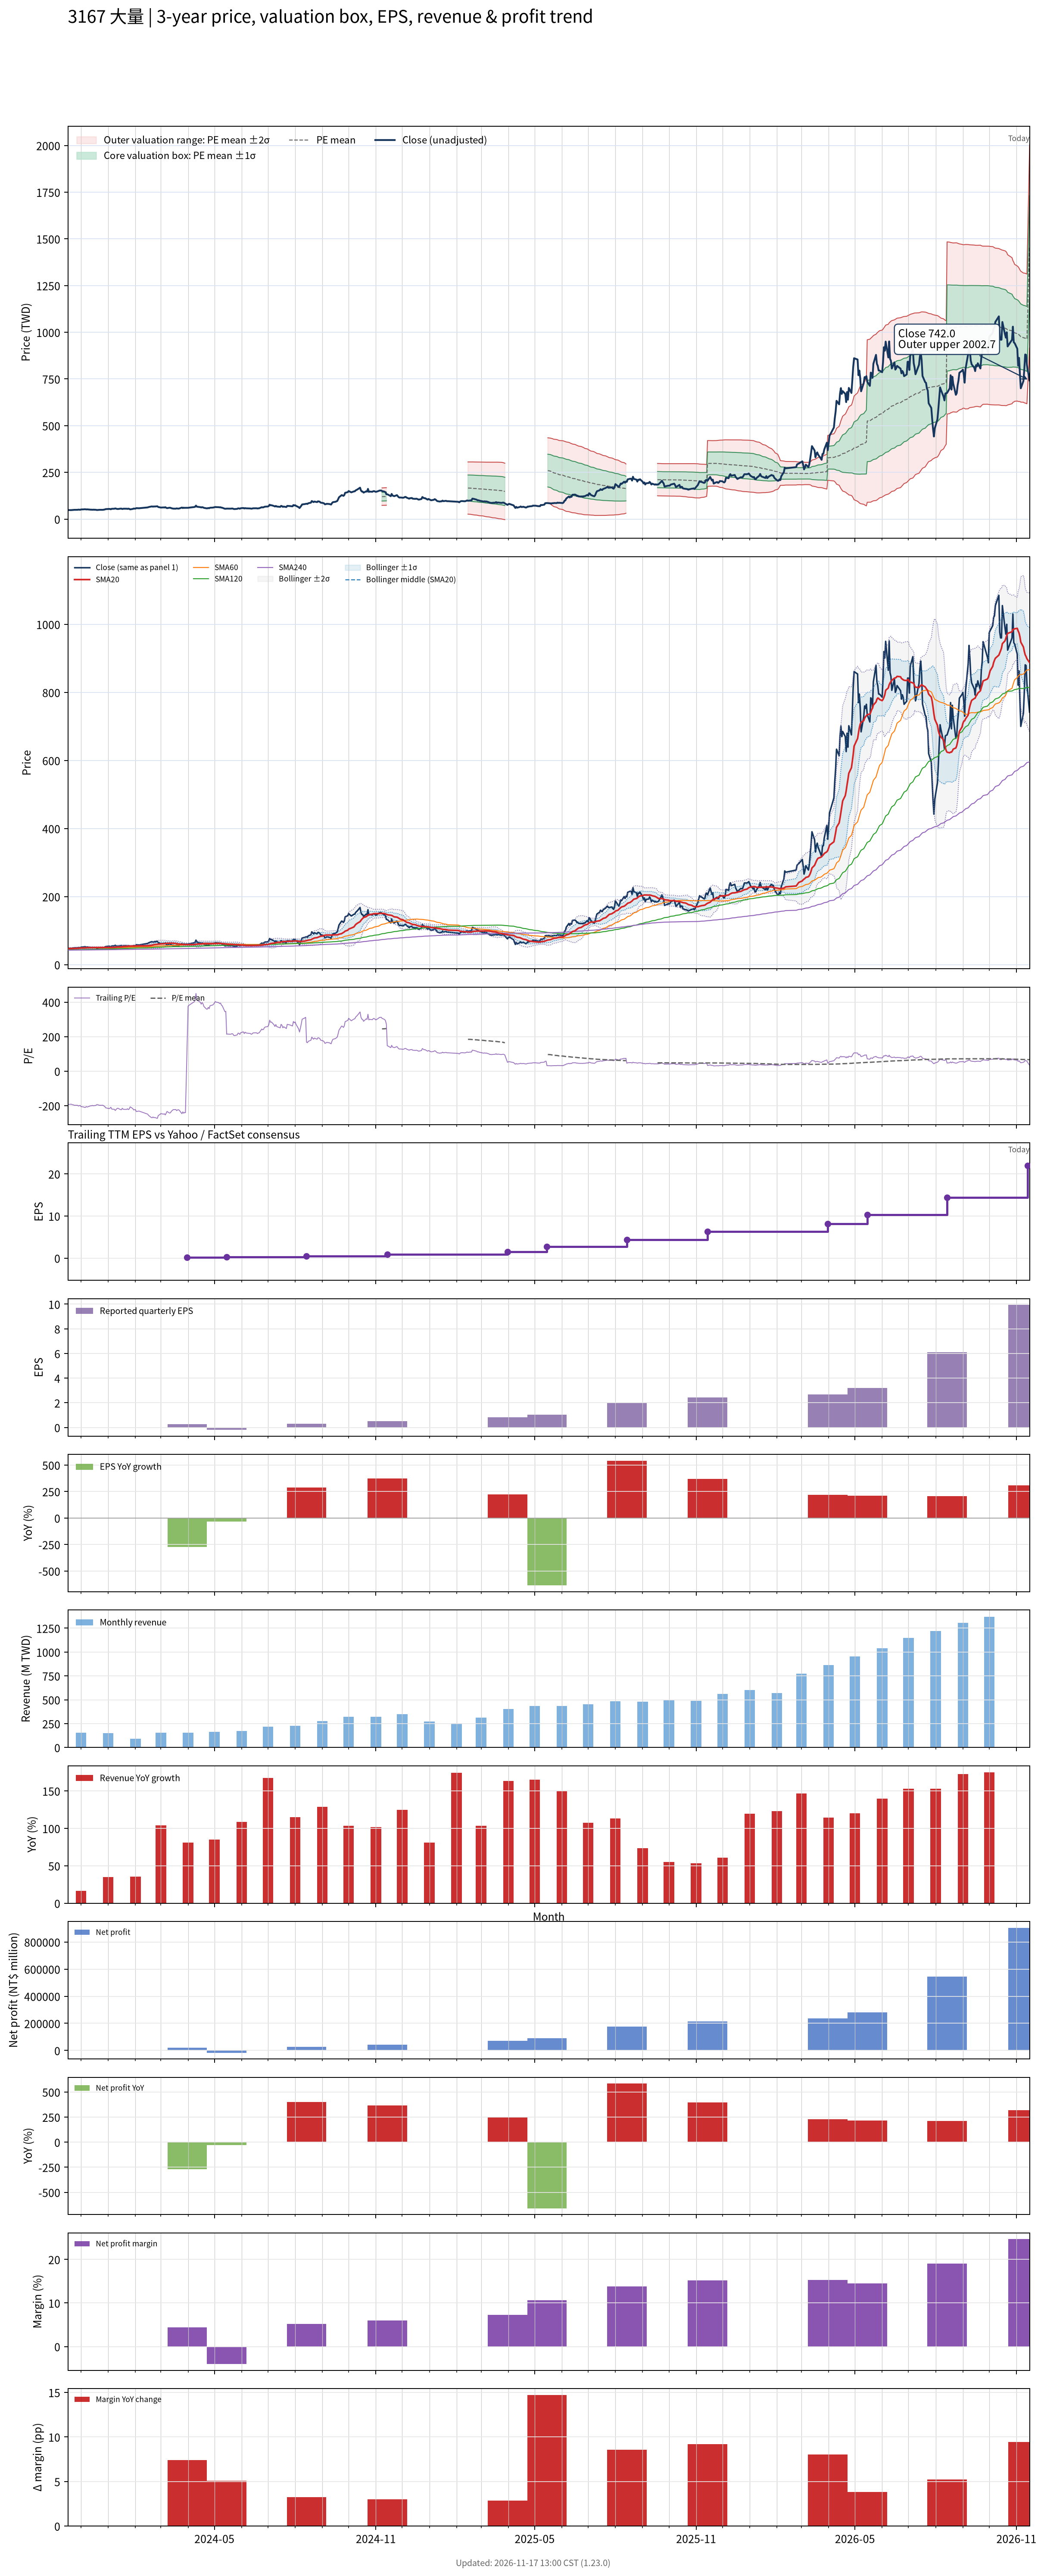 3167 大量 | 3-year price, valuation box, EPS, revenue & profit trend
Outer valuation range: PE mean ±2σ
PE mean
Close (unadjusted)
Core valuation box: PE mean ±1σ
Today
2000
1750
1500
1250
1000
750
500
250
0
Price (TWD)
Close 742.0
Outer upper 2002.7
Close (same as panel 1)
SMA20
SMA60
SMA120
SMA240
Bollinger ±2σ
Bollinger ±1σ
Bollinger middle (SMA20)
1000
800
600
400
200
0
Price
Trailing P/E
P/E mean
400
200
0
-200
P/E
Trailing TTM EPS vs Yahoo / FactSet consensus
Today
20
10
0
EPS
Reported quarterly EPS
10
8
6
4
2
0
EPS
EPS YoY growth
500
250
0
-250
-500
YoY (%)
Monthly revenue
1250
1000
750
500
250
0
Revenue (M TWD)
Revenue YoY growth
150
100
50
0
YoY (%)
Month
Net profit
800000
600000
400000
200000
0
Net profit (NT$ million)
Net profit YoY
500
250
0
-250
-500
YoY (%)
Net profit margin
20
10
0
Margin (%)
Margin YoY change
15
10
5
0
Δ margin (pp)
2024-05
2024-11
2025-05
2025-11
2026-05
2026-11
Updated: 2026-11-17 13:00 CST (1.23.0)